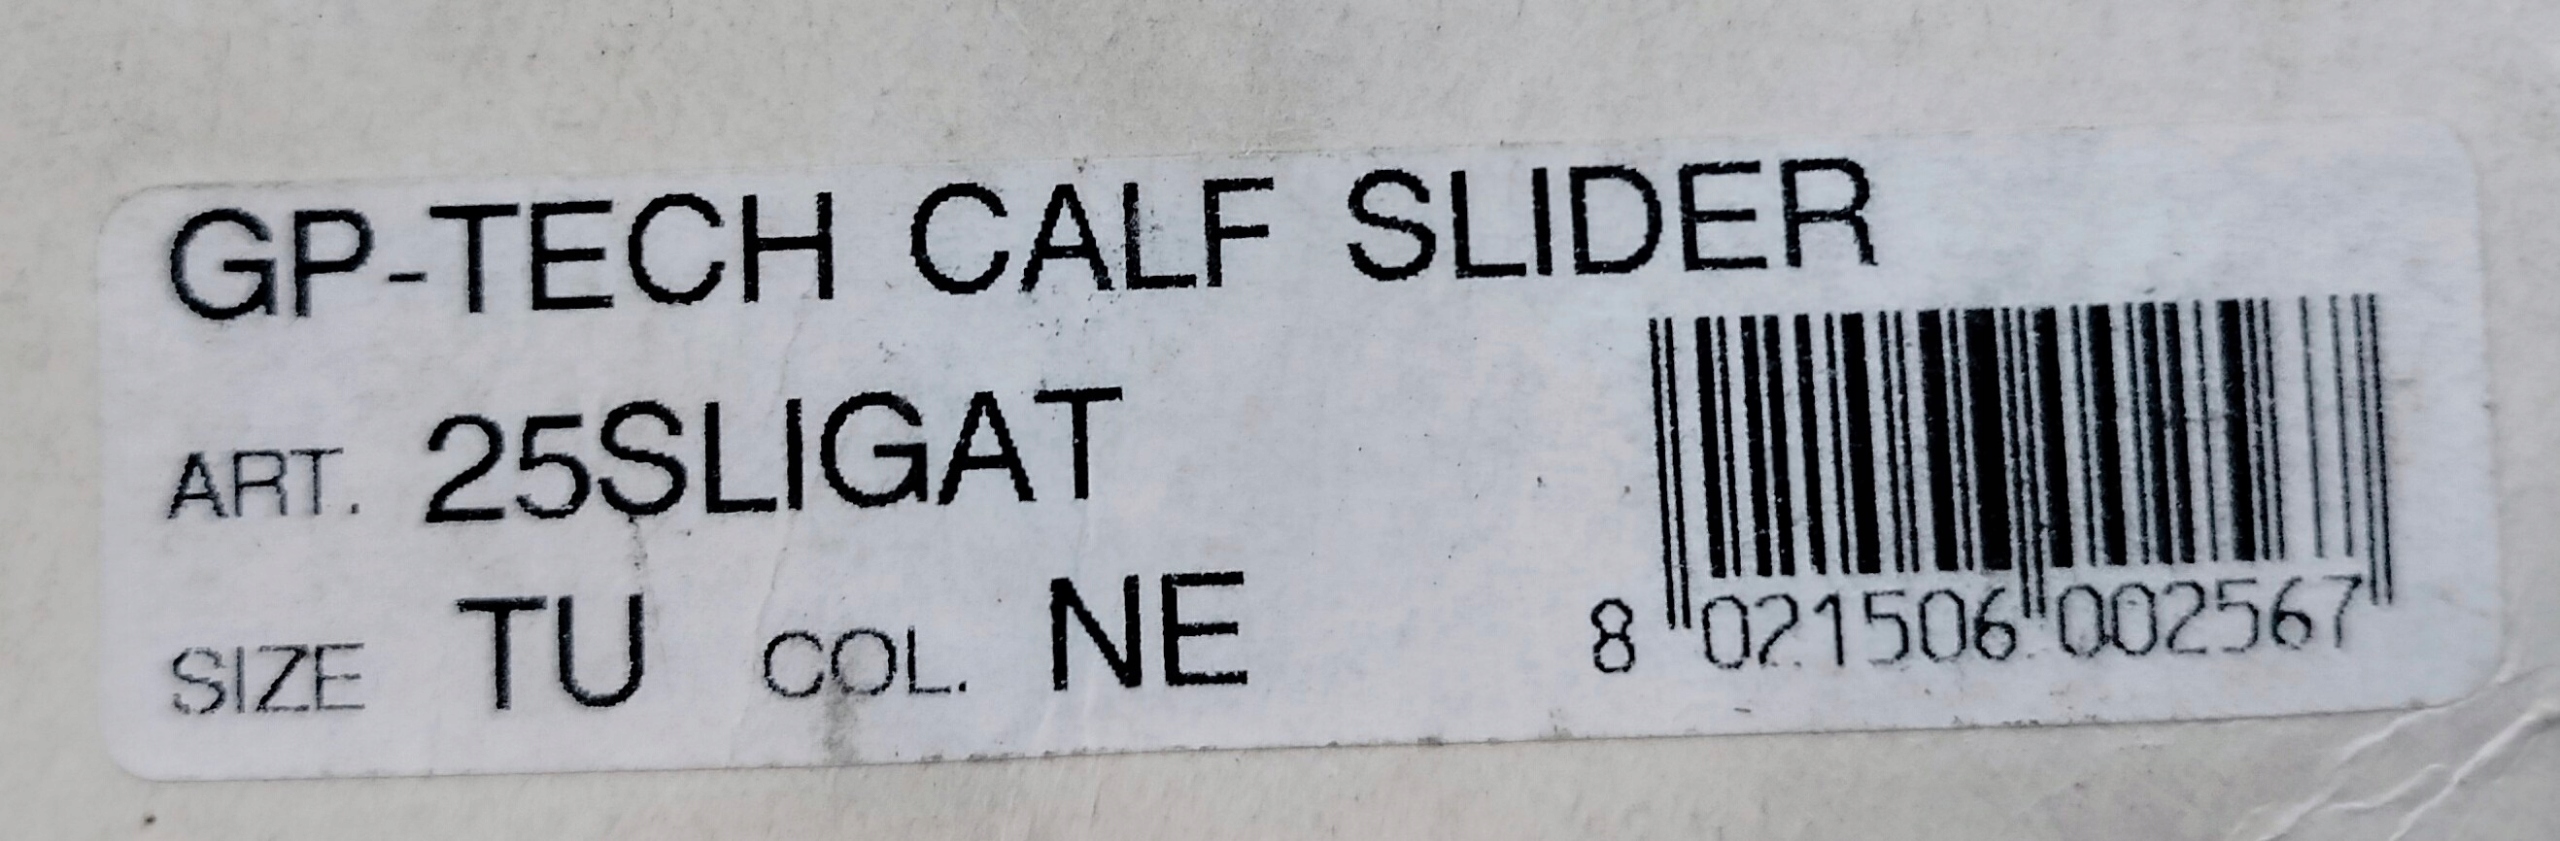 GP-TECH CALF SLIDER
ART. 25SLIGAT
SIZE TU COL. NE
8 021506 002567